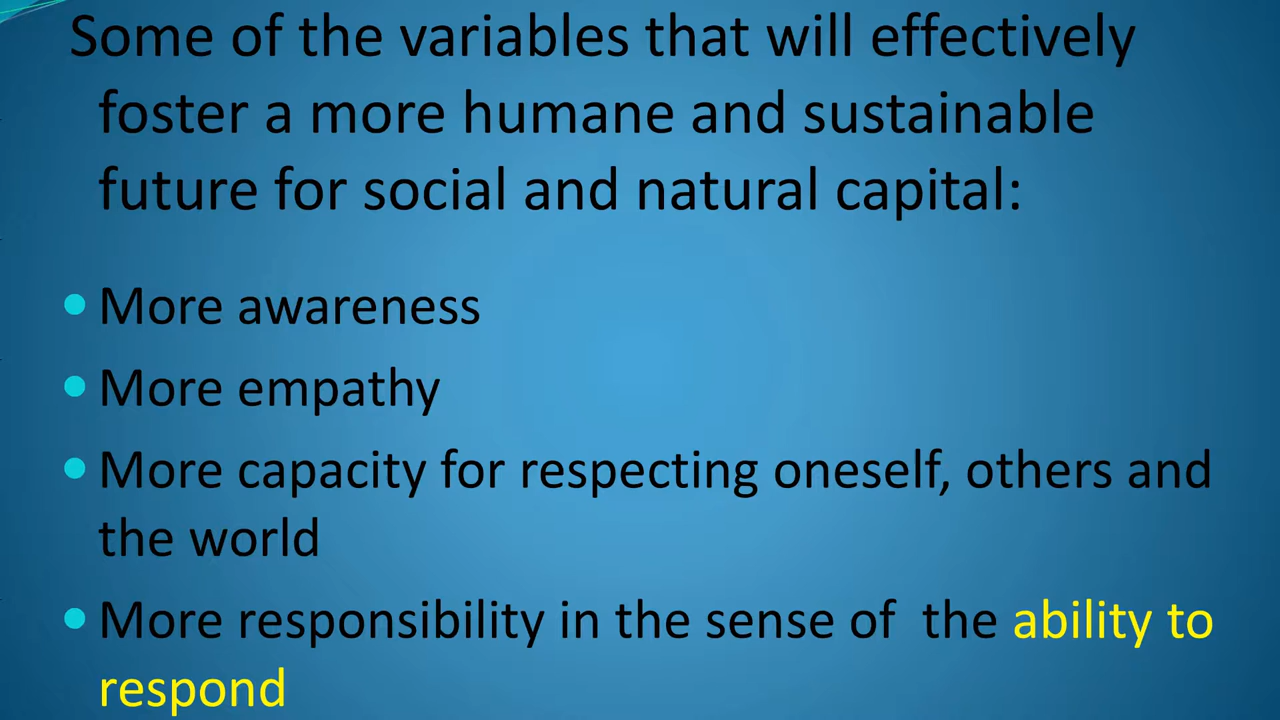 Some of the variables that will effectively
foster a more humane and sustainable
future for social and natural capital:
• More awareness
• More empathy
• More capacity for respecting oneself, others and
the world
• More responsibility in the sense of  the ability to
respond